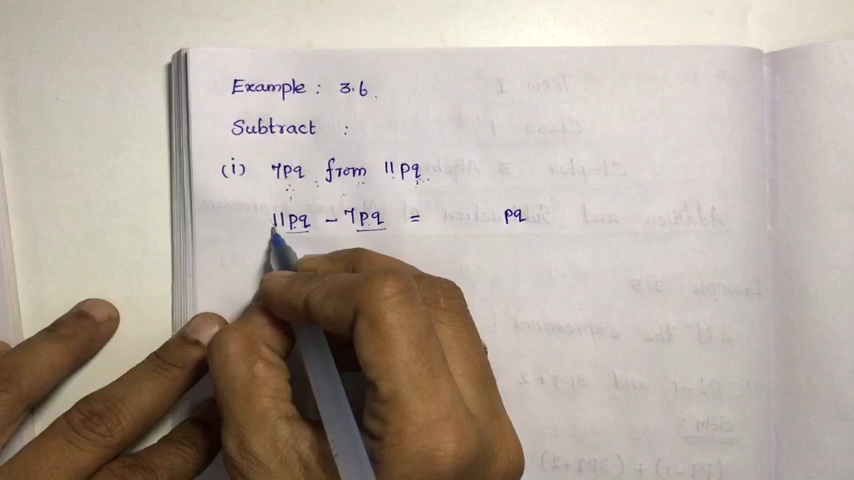 Example : 3.6.
Subtract :
(i) 7pq from 11pq.
11pq - 7pq = pq